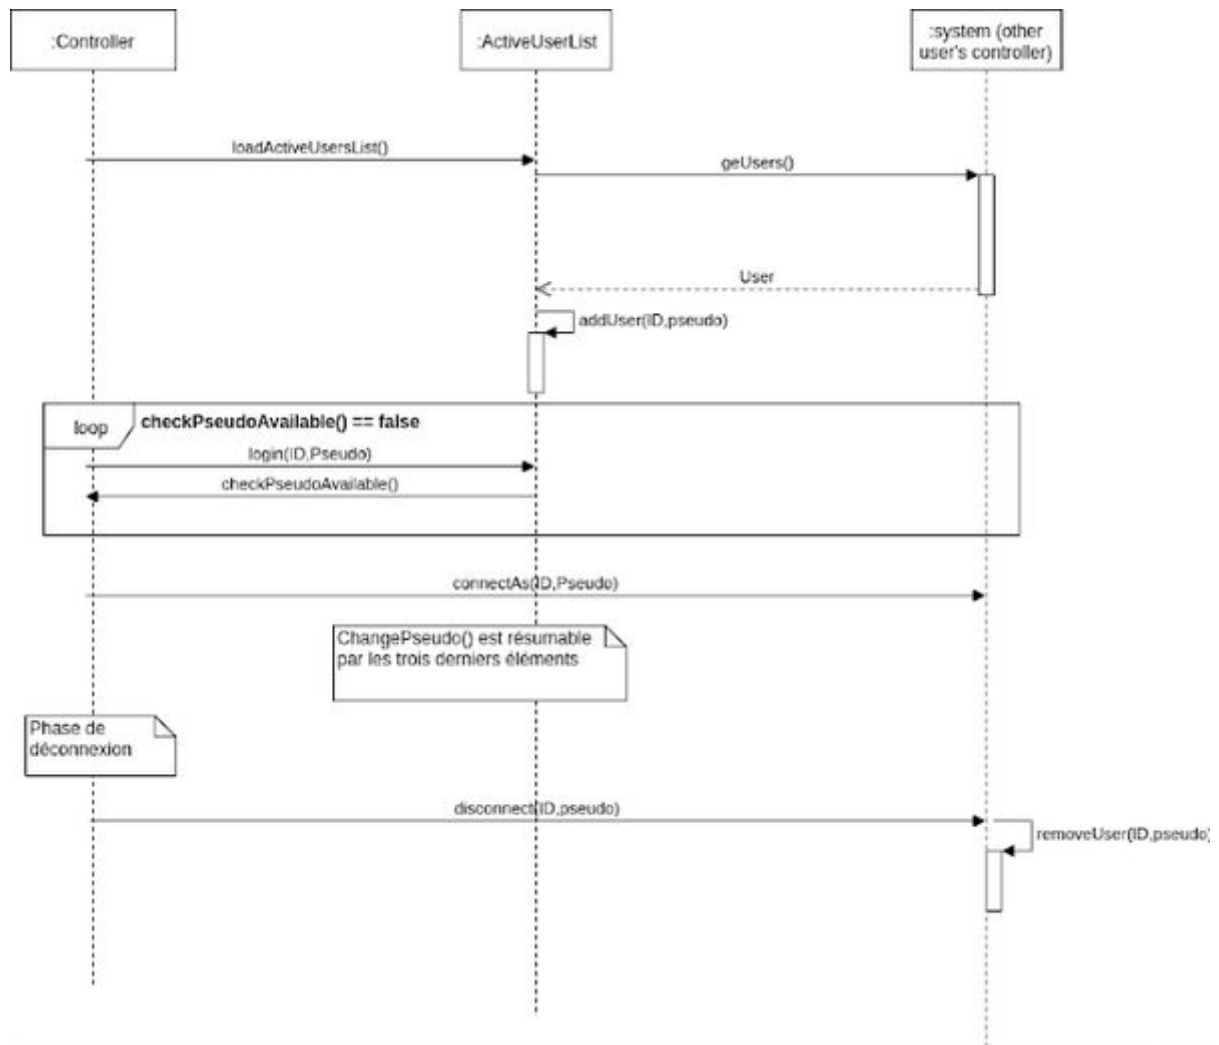 :Controller
:ActiveUserList
:system (other
user's controller)
loadActiveUsersList()
geUsers()
User
addUser(ID,pseudo)
loop
checkPseudoAvailable() == false
login(ID,Pseudo)
checkPseudoAvailable()
connectAs(ID,Pseudo)
ChangePseudo() est résumable
par les trois derniers éléments
Phase de
déconnexion
disconnect(ID,pseudo)
removeUser(ID,pseudo)